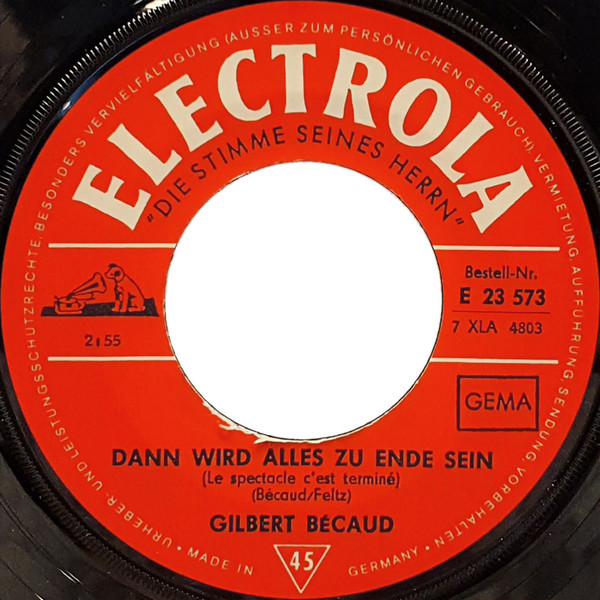 URHEBER- UND LEISTUNGSSCHUTZRECHTE, BESONDERS VERVIELFÄLTIGUNG (AUSSER ZUM PERSÖNLICHEN GEBRAUCH), VERMIETUNG, AUFFÜHRUNG, SENDUNG VORBEHALTEN
ELECTROLA
"DIE STIMME SEINES HERRN"
Bestell-Nr.
E 23 573
7 XLA 4803
2:55
GEMA
DANN WIRD ALLES ZU ENDE SEIN
(Le spectacle c'est terminé)
(Bécaud/Feltz)
GILBERT BÉCAUD
• MADE IN GERMANY •
45